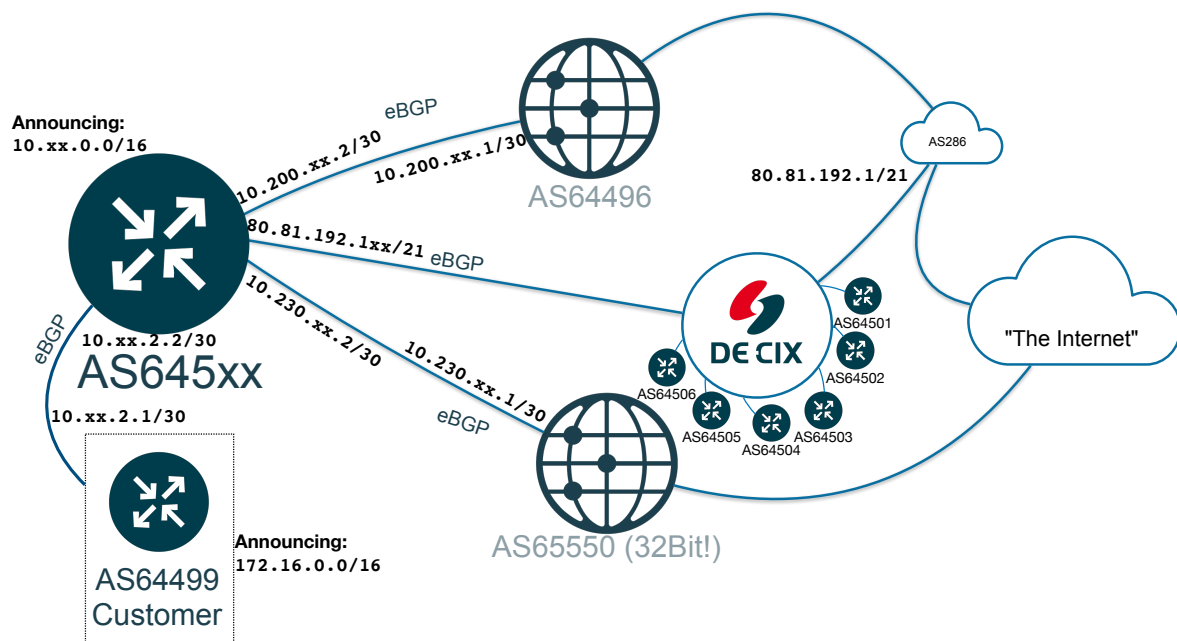 Announcing:
10.xx.0.0/16
eBGP
10.200.xx.2/30
10.200.xx.1/30
AS64496
AS286
80.81.192.1/21
80.81.192.1xx/21
eBGP
10.230.xx.2/30
10.230.xx.1/30
eBGP
DE CIX
AS64501
AS64502
AS64503
AS64504
AS64505
AS64506
"The Internet"
eBGP
10.xx.2.2/30
AS645xx
10.xx.2.1/30
AS65550 (32Bit!)
Announcing:
172.16.0.0/16
AS64499
Customer